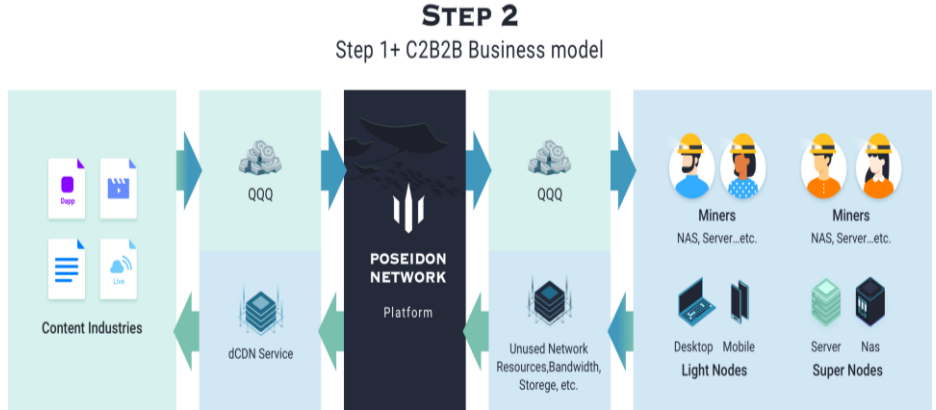 STEP 2
Step 1+ C2B2B Business model
Dapp
Live
Content Industries
QQQ
dCDN Service
POSEIDON
NETWORK
Platform
QQQ
Unused Network
Resources,Bandwidth,
Storege, etc.
Miners
NAS, Server...etc.
Miners
NAS, Server...etc.
Desktop
Mobile
Light Nodes
Server
Nas
Super Nodes